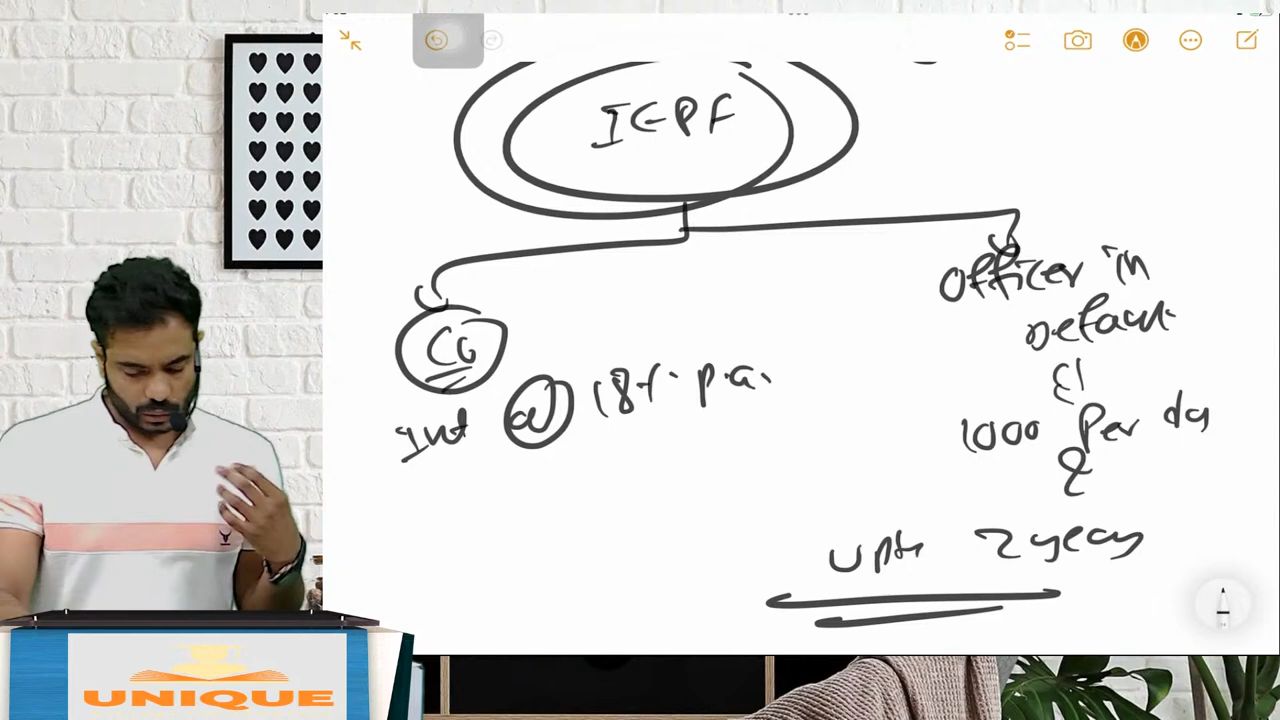 IEPF
Officer in
Default
CG
Int @ 18% p.a.
1000 per day
&
upto 2 years
UNIQUE